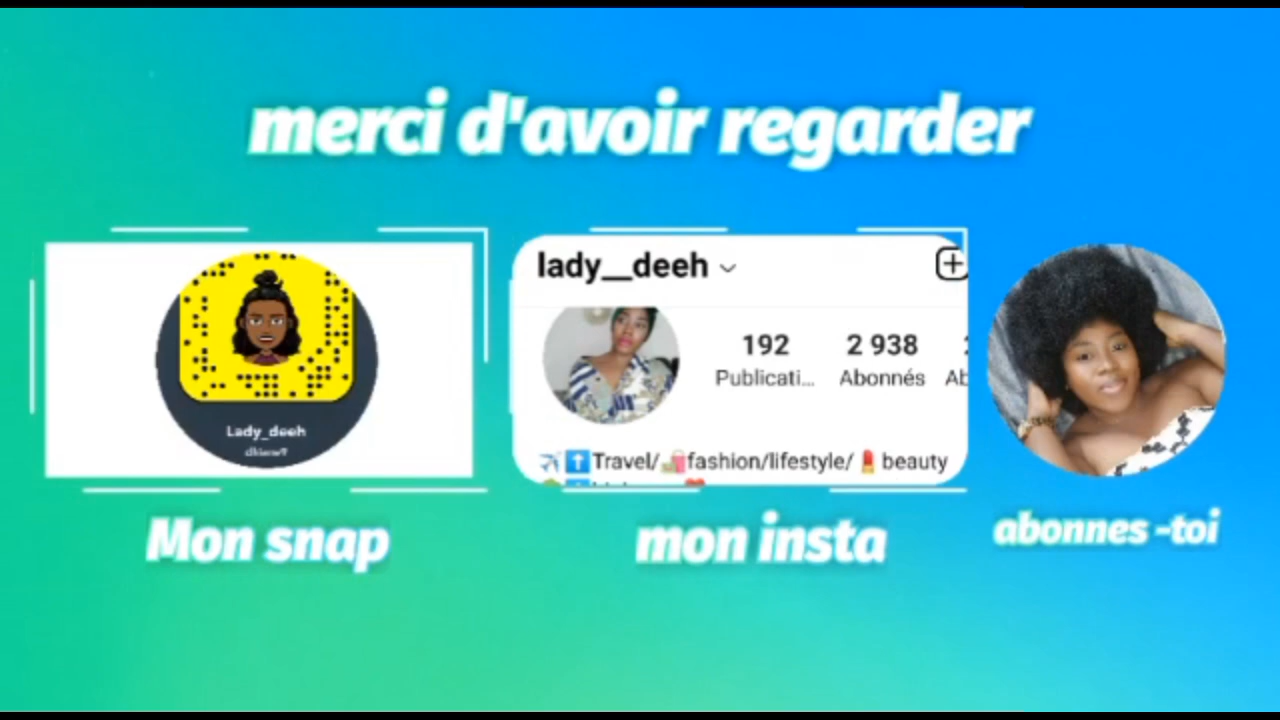 merci d'avoir regarder
Lady_deeh
lady__deeh
192
2 938
Publicati...
Abonnés
Ab
Travel/ fashion/lifestyle/ beauty
Mon snap
mon insta
abonnes -toi